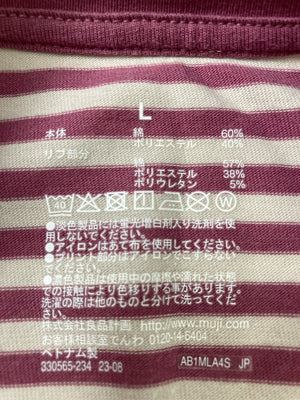 L
本体 綿 60%
ポリエステル 40%
リブ部分
綿 57%
ポリエステル 38%
ポリウレタン 5%
40
W
●淡色製品には蛍光増白剤入り洗剤を使
用しないでください。
●アイロンはあて布を使用してください。
●プリント部分はアイロンでこすらない
でください。
●濃色製品は使用中の摩擦や濡れた状態
での接触により色移りする事があります。
洗濯の際は他のものと分けて洗ってくだ
さい。
株式会社良品計画 http://www.muji.com
お客様相談室でんわ 0120-14-6404
ベトナム製
330565-234 23-08 AB1MLA4S JP